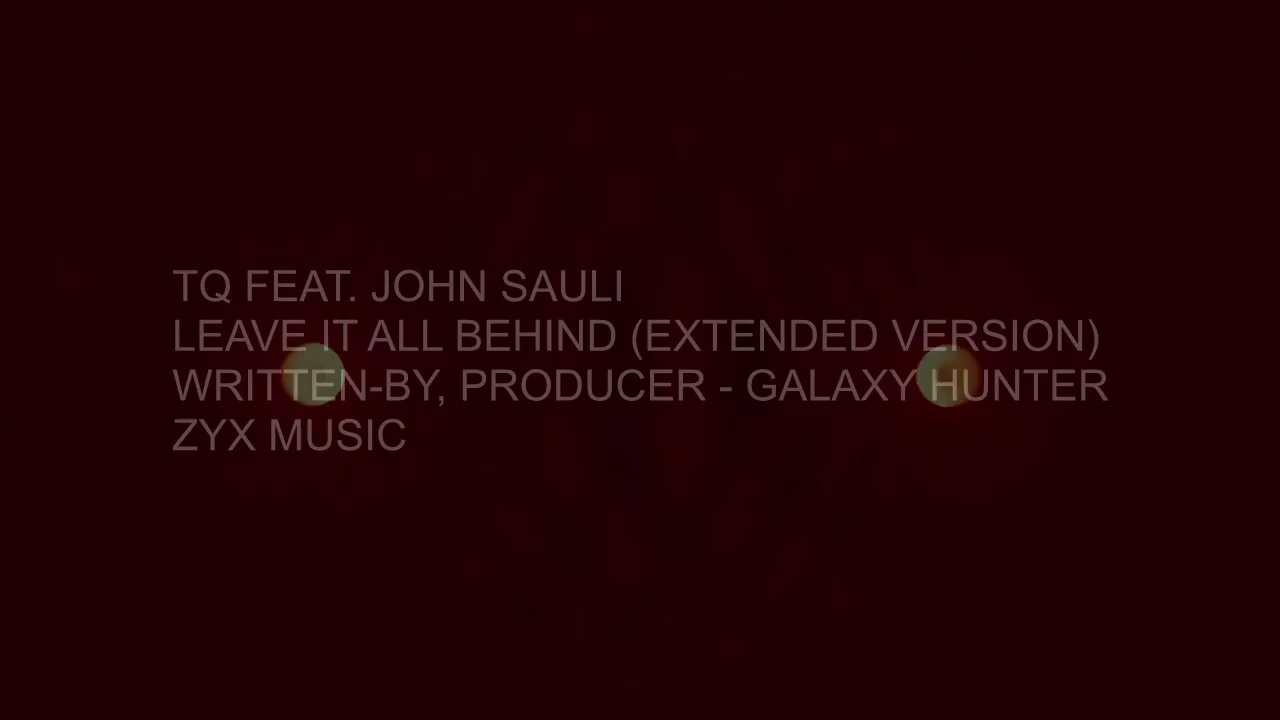 TQ FEAT. JOHN SAULI
LEAVE IT ALL BEHIND (EXTENDED VERSION)
WRITTEN-BY, PRODUCER - GALAXY HUNTER
ZYX MUSIC